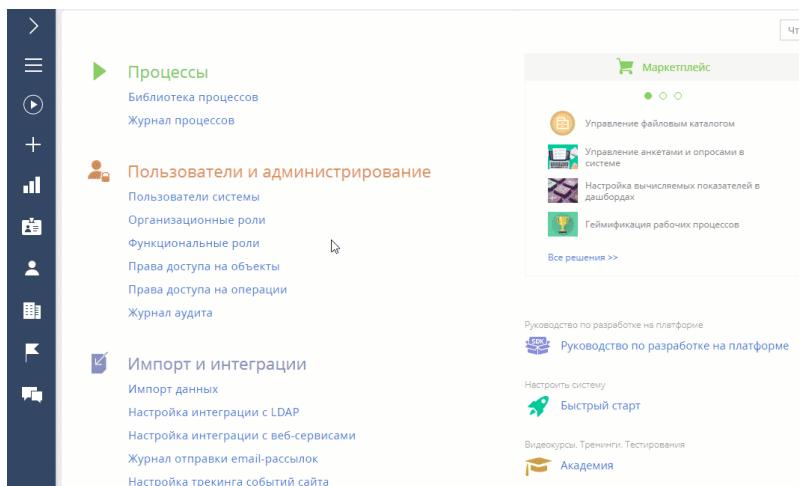 Чт
Процессы
Библиотека процессов
Журнал процессов
Пользователи и администрирование
Пользователи системы
Организационные роли
Функциональные роли
Права доступа на объекты
Права доступа на операции
Журнал аудита
Импорт и интеграции
Импорт данных
Настройка интеграции с LDAP
Настройка интеграции с веб-сервисами
Журнал отправки email-рассылок
Настройка трекинга событий сайта
Маркетплейс
Управление файловым каталогом
Управление анкетами и опросами в
системе
Настройка вычисляемых показателей в
дашбордах
Геймификация рабочих процессов
Все решения >>
Руководство по разработке на платформе
SDK
Руководство по разработке на платформе
Настроить систему
Быстрый старт
Видеокурсы. Тренинги. Тестирования
Академия